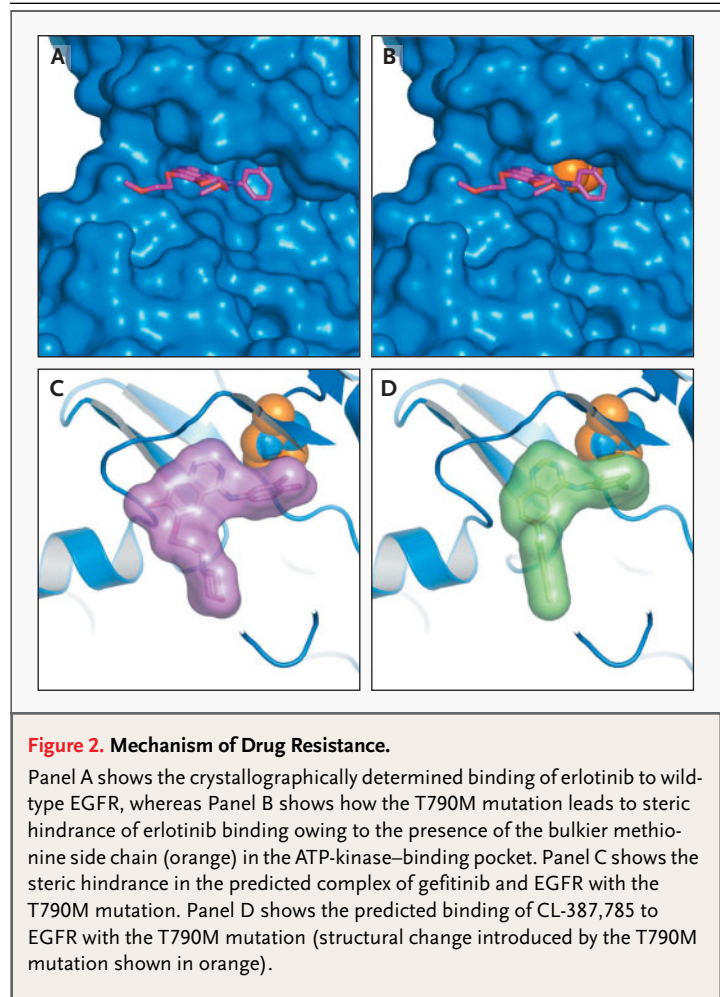 A
B
C
D
Figure 2. Mechanism of Drug Resistance.
Panel A shows the crystallographically determined binding of erlotinib to wild-
type EGFR, whereas Panel B shows how the T790M mutation leads to steric
hindrance of erlotinib binding owing to the presence of the bulkier methio-
nine side chain (orange) in the ATP-kinase–binding pocket. Panel C shows the
steric hindrance in the predicted complex of gefitinib and EGFR with the
T790M mutation. Panel D shows the predicted binding of CL-387,785 to
EGFR with the T790M mutation (structural change introduced by the T790M
mutation shown in orange).